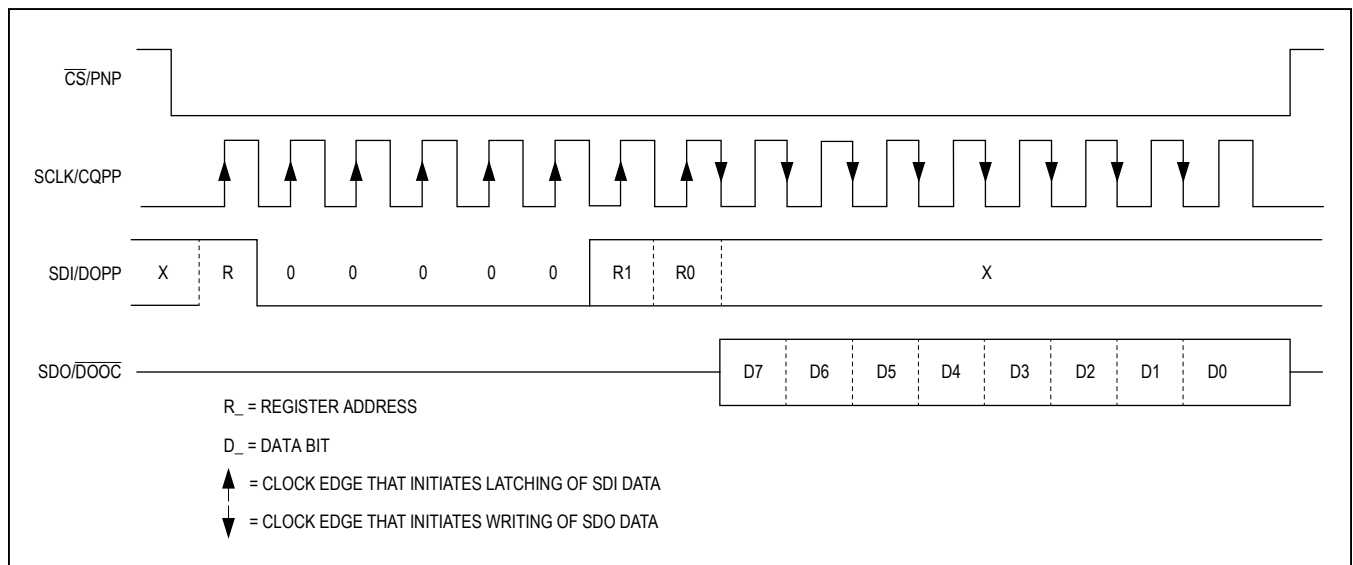 C̅S̅/PNP
SCLK/CQPP
SDI/DOPP X R 0 0 0 0 0 R1 R0 X
SDO/D̅O̅O̅C̅ D7 D6 D5 D4 D3 D2 D1 D0
R_ = REGISTER ADDRESS
D_ = DATA BIT
= CLOCK EDGE THAT INITIATES LATCHING OF SDI DATA
= CLOCK EDGE THAT INITIATES WRITING OF SDO DATA